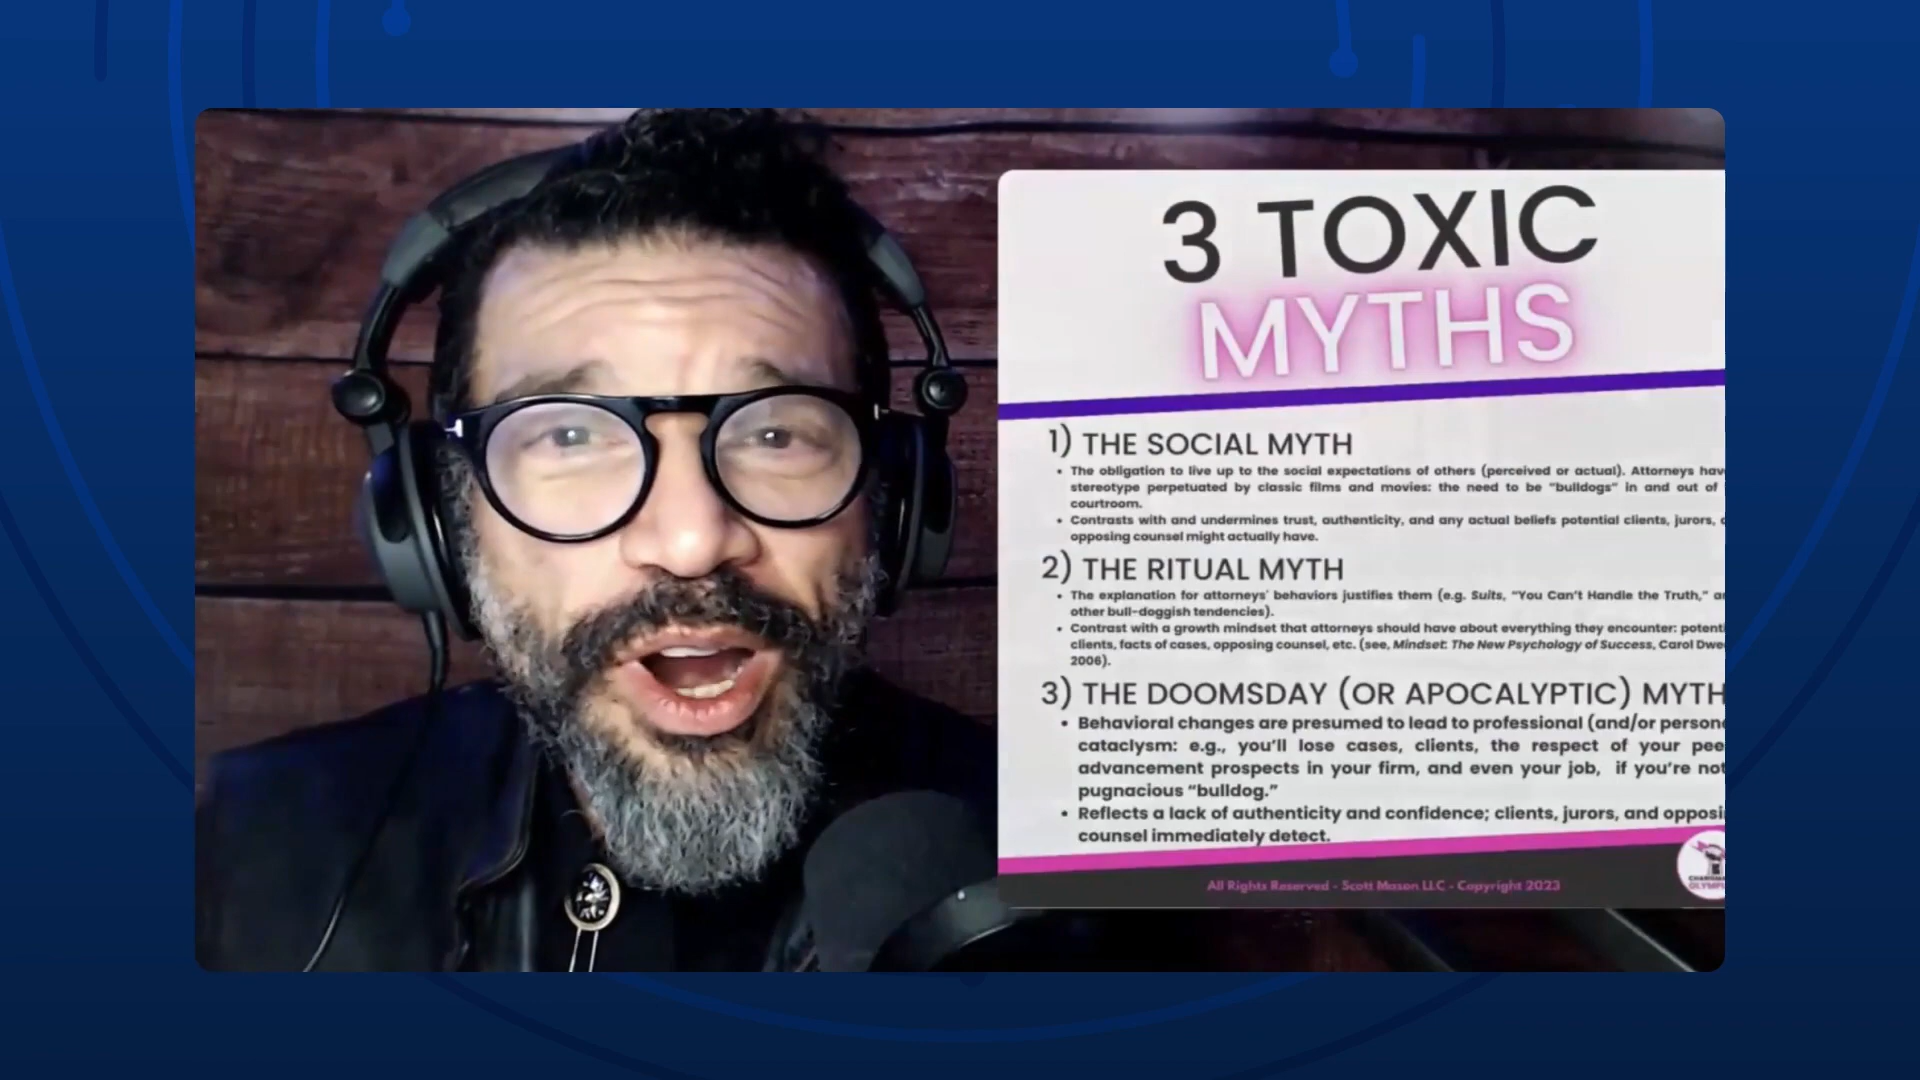 3 TOXIC
MYTHS
1) THE SOCIAL MYTH
• The obligation to live up to the social expectations of others (perceived or actual). Attorneys
stereotype perpetuated by classic films and movies: the need to be "bulldogs" in and out of
courtroom.
• Contrasts with and undermines trust, authenticity, and any actual beliefs potential clients, jurors,
opposing counsel might actually have.
2) THE RITUAL MYTH
• The explanation for attorneys' behaviors justifies them (e.g. Suits, "You Can't Handle the Truth,"
other bull-doggish tendencies).
• Contrast with a growth mindset that attorneys should have about everything they encounter:
clients, facts of cases, opposing counsel, etc. (see, Mindset: The New Psychology of Success, Carol
2006).
3) THE DOOMSDAY (OR APOCALYPTIC) MYTH
• Behavioral changes are presumed to lead to professional (and/or
cataclysm: e.g., you'll lose cases, clients, the respect of your
advancement prospects in your firm, and even your job, if you're not
pugnacious "bulldog."
• Reflects a lack of authenticity and confidence; clients, jurors, and
counsel immediately detect.
All Rights Reserved - Scott Mason LLC - Copyright 2023